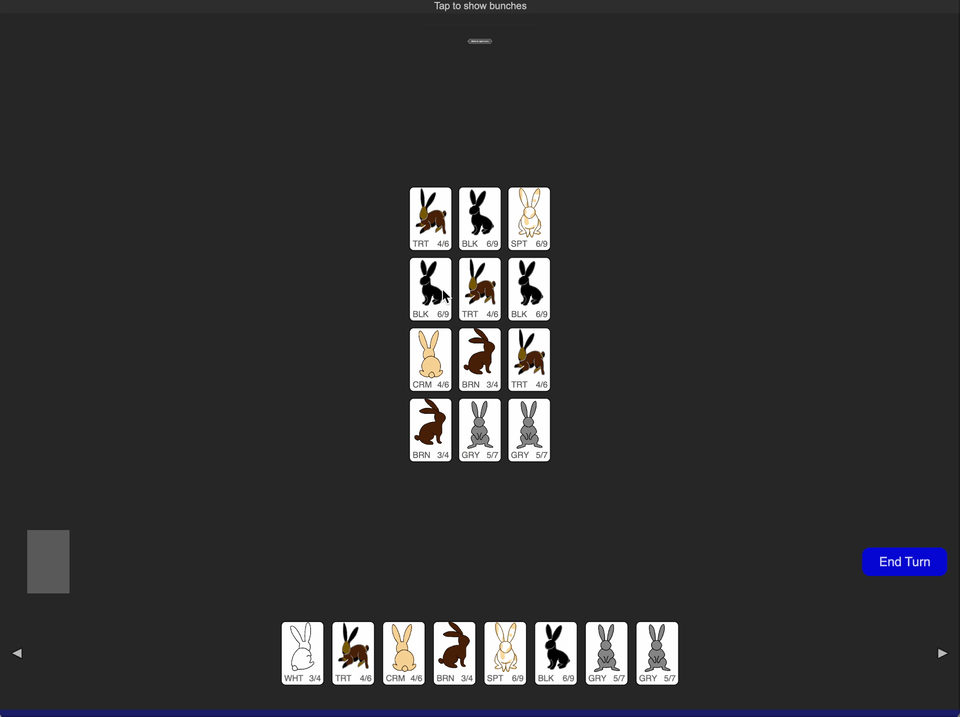 Tap to show bunches
TRT 4/6 BLK 6/9 SPT 6/9
BLK 6/9 TRT 4/6 BLK 6/9
CRM 4/6 BRN 3/4 TRT 4/6
BRN 3/4 GRY 5/7 GRY 5/7
End Turn
WHT 3/4 TRT 4/6 CRM 4/6 BRN 3/4 SPT 6/9 BLK 6/9 GRY 5/7 GRY 5/7